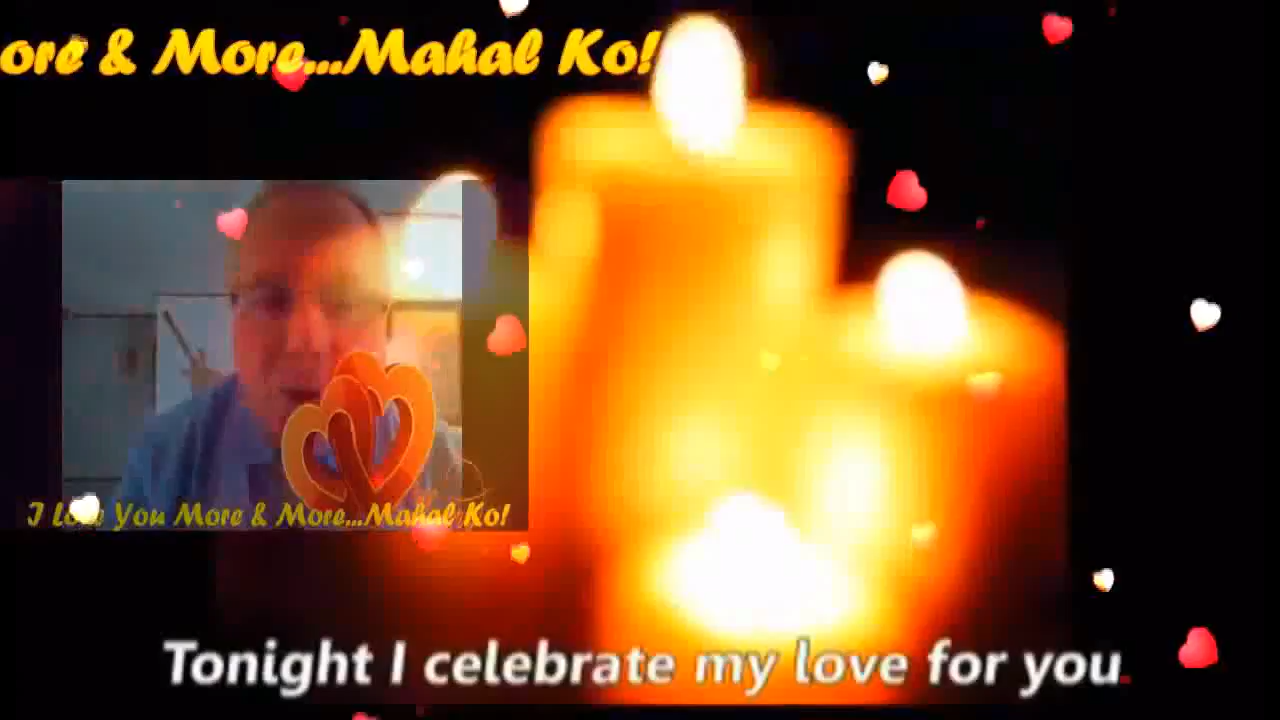 ore & More...Mahal Ko!
I Love You More & More...Mahal Ko!
Tonight I celebrate my love for you